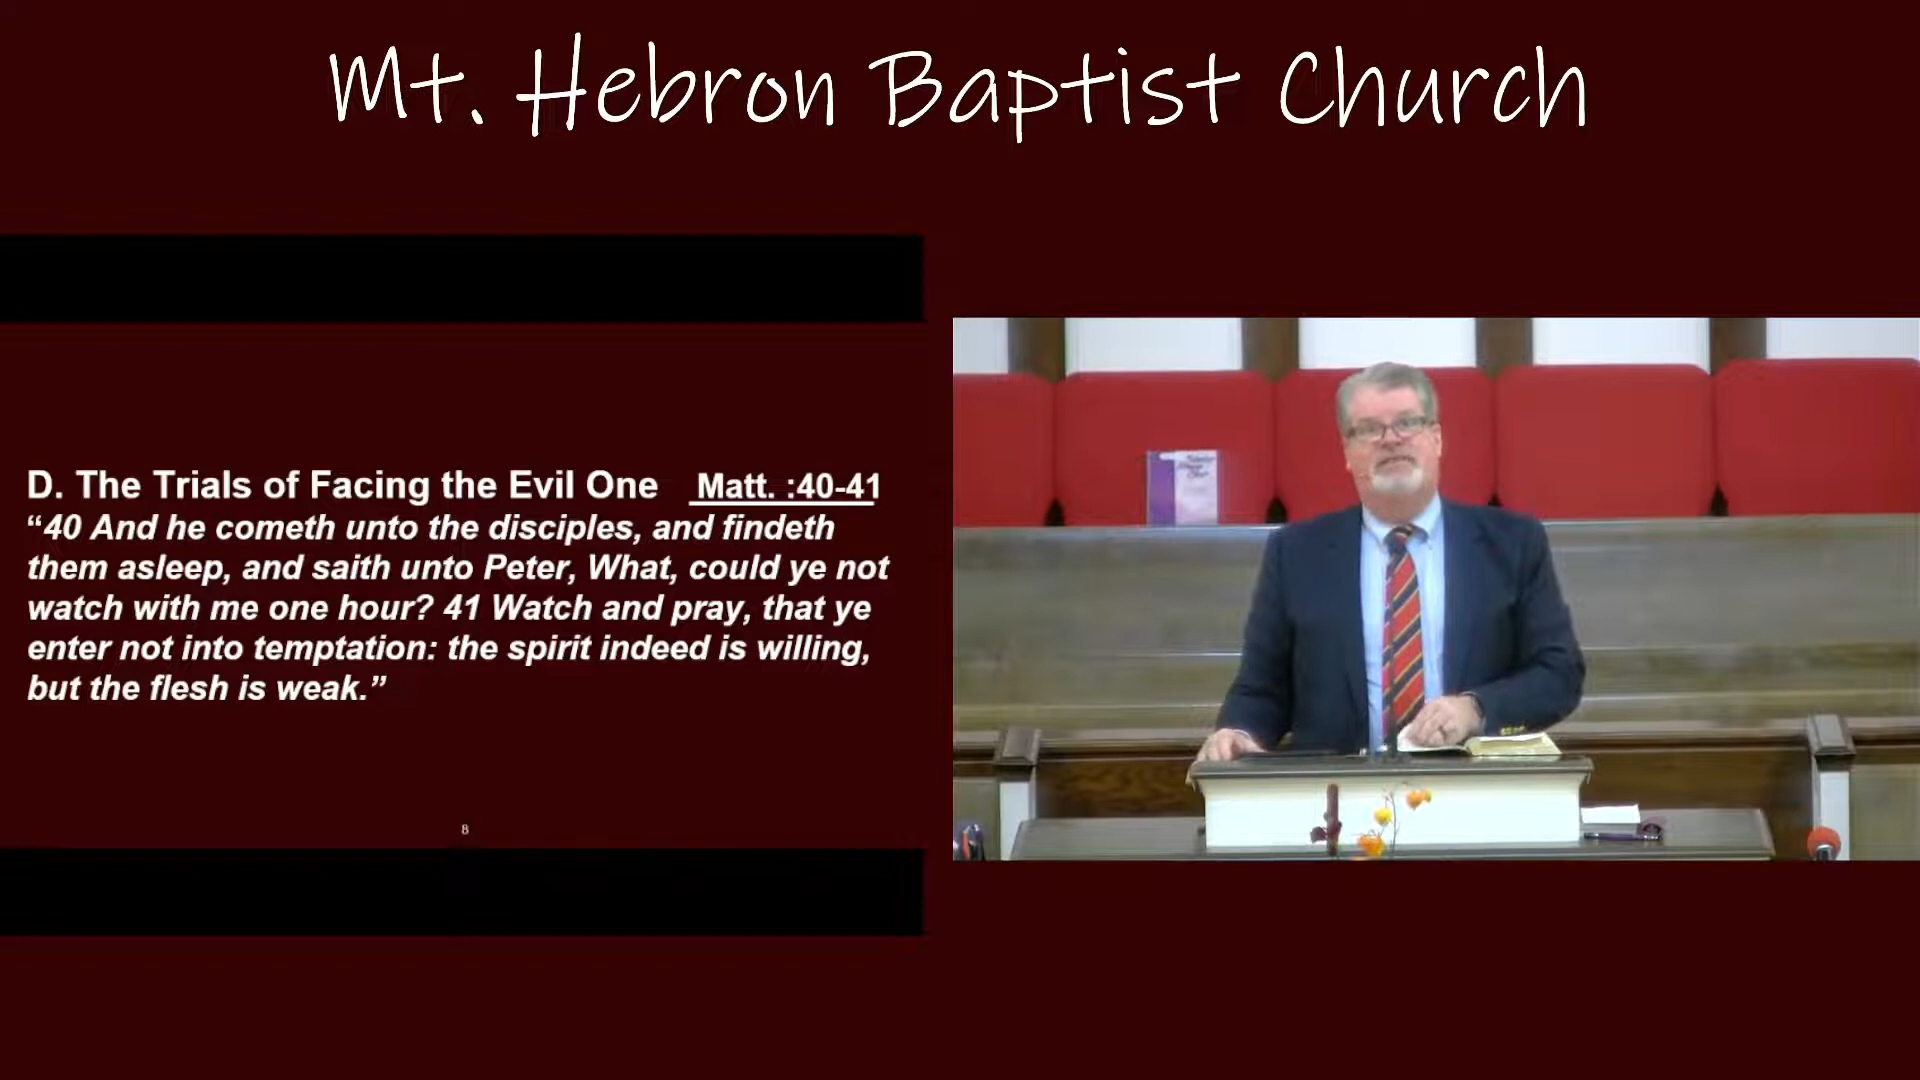 Mt. Hebron Baptist Church
D. The Trials of Facing the Evil One Matt. :40-41
“40 And he cometh unto the disciples, and findeth
them asleep, and saith unto Peter, What, could ye not
watch with me one hour? 41 Watch and pray, that ye
enter not into temptation: the spirit indeed is willing,
but the flesh is weak.”
8